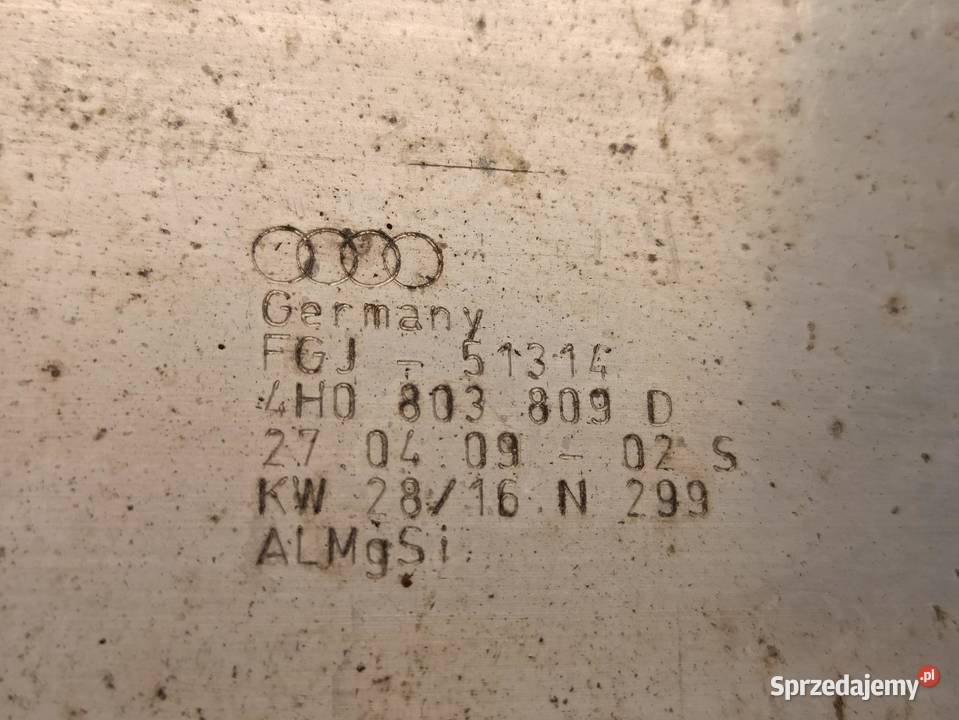 Germany
FGJ - 51314
4H0 803 809 D
27 04 09 - 02 S
KW 28/16 N 299
ALMgSi
Sprzedajemy.pl